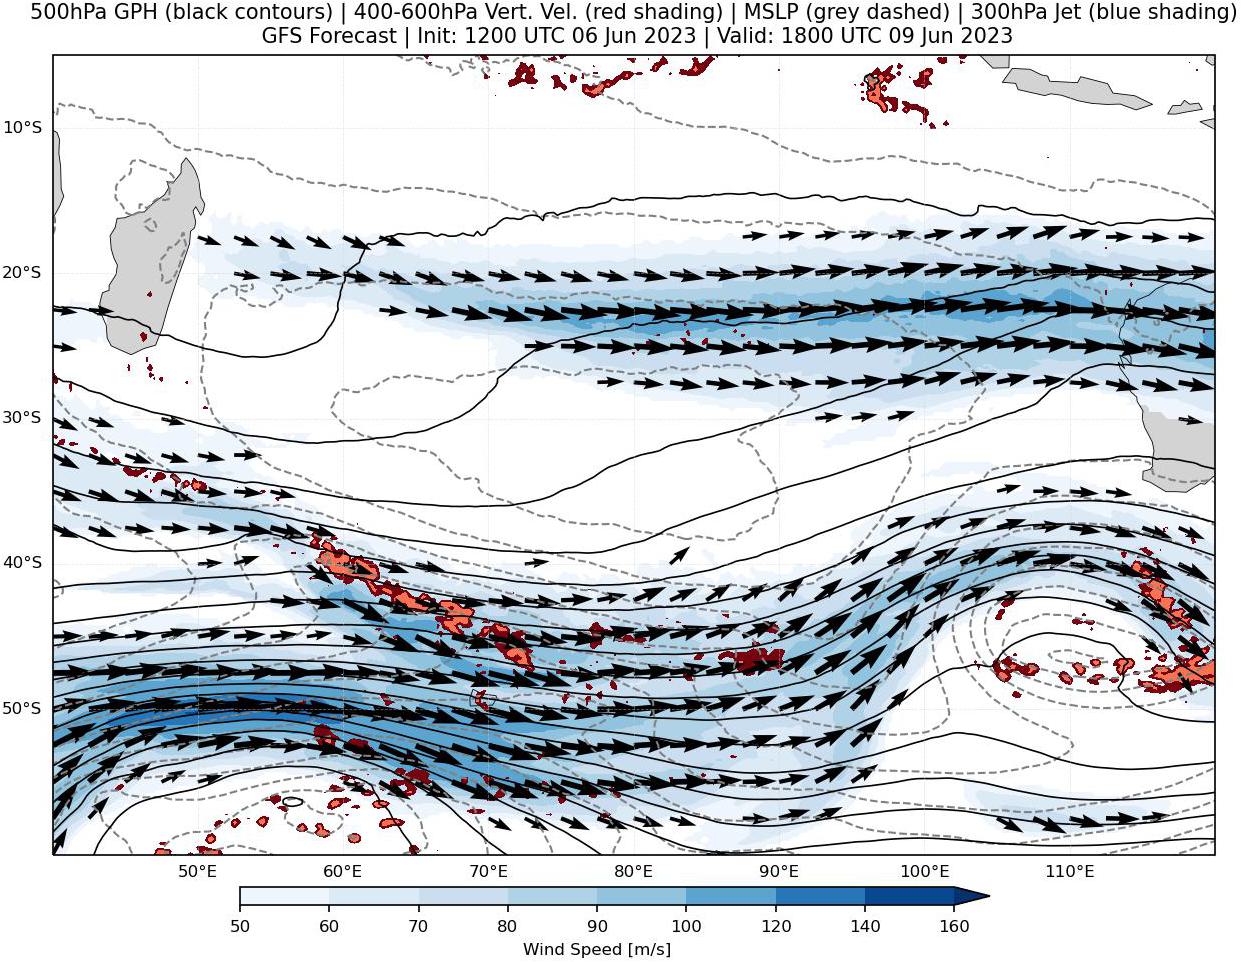 500hPa GPH (black contours) | 400-600hPa Vert. Vel. (red shading) | MSLP (grey dashed) | 300hPa Jet (blue shading)
GFS Forecast | Init: 1200 UTC 06 Jun 2023 | Valid: 1800 UTC 09 Jun 2023
10°S
20°S
30°S
40°S
50°S
50°E 60°E 70°E 80°E 90°E 100°E 110°E
50 60 70 80 90 100 120 140 160
Wind Speed [m/s]